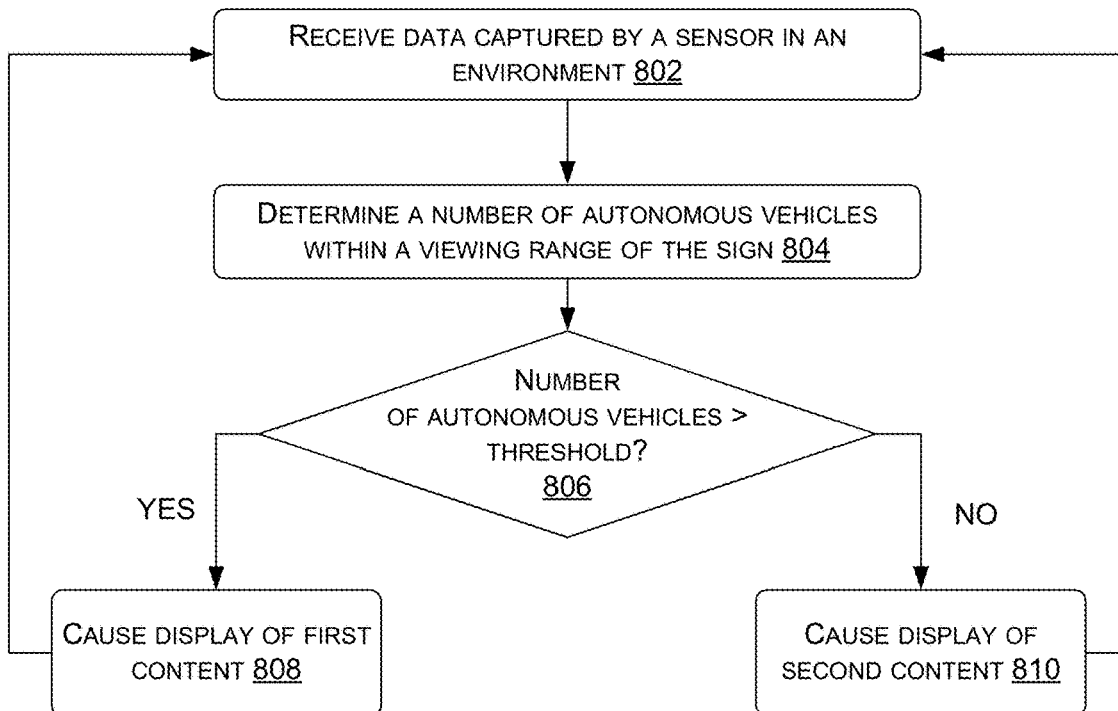 RECEIVE DATA CAPTURED BY A SENSOR IN AN
ENVIRONMENT 802
DETERMINE A NUMBER OF AUTONOMOUS VEHICLES
WITHIN A VIEWING RANGE OF THE SIGN 804
NUMBER
OF AUTONOMOUS VEHICLES >
THRESHOLD?
806
YES
NO
CAUSE DISPLAY OF FIRST
CONTENT 808
CAUSE DISPLAY OF
SECOND CONTENT 810